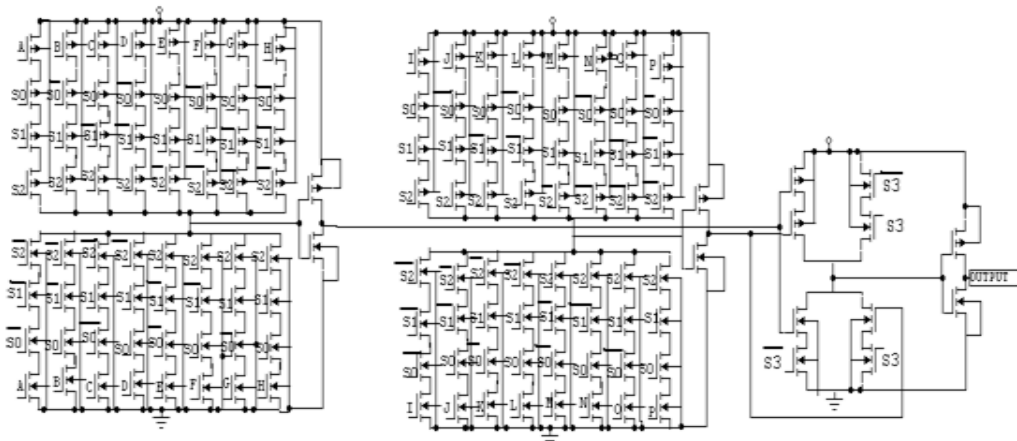 A B C D E F G H
S0 S0 S0 S0 S0 S0 S0 S0
S1 S1 S1 S1 S1 S1 S1 S1
S2 S2 S2 S2 S2 S2 S2 S2
S2 S2 S2 S2 S2 S2 S2 S2
S1 S1 S1 S1 S1 S1 S1 S1
S0 S0 S0 S0 S0 S0 S0 S0
A B C D E F G H
I J K L M N O P
S0 S0 S0 S0 S0 S0 S0 S0
S1 S1 S1 S1 S1 S1 S1 S1
S2 S2 S2 S2 S2 S2 S2 S2
S2 S2 S2 S2 S2 S2 S2 S2
S1 S1 S1 S1 S1 S1 S1 S1
S0 S0 S0 S0 S0 S0 S0 S0
I J K L M N O P
S3
S3
OUTPUT
S3 S3